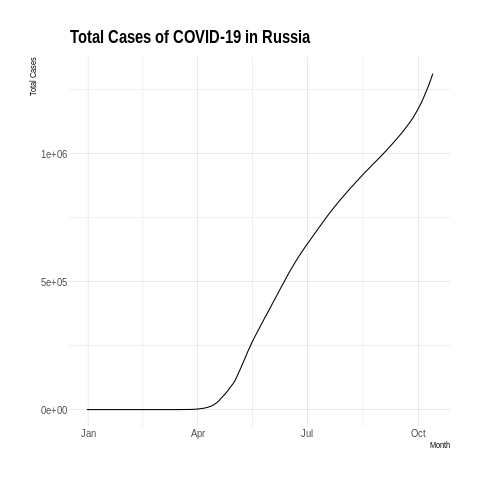 Total Cases of COVID-19 in Russia
Total Cases
1e+06
5e+05
0e+00
Jan Apr Jul Oct
Month